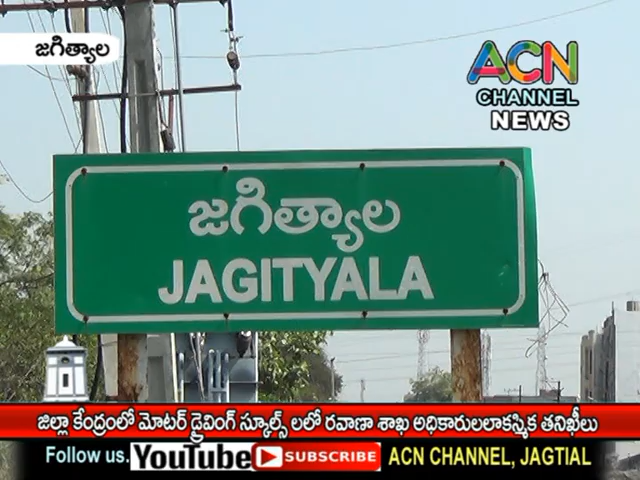 జగిత్యాల
ACN
CHANNEL
NEWS
జగిత్యాల
JAGITYALA
జిల్లా కేంద్రంలో మోటర్ డ్రైవింగ్ స్కూల్స్ లలో రవాణా శాఖ అధికారులలాకస్మిక తనిఖీలు
Follow us. YouTube SUBSCRIBE ACN CHANNEL, JAGTIAL